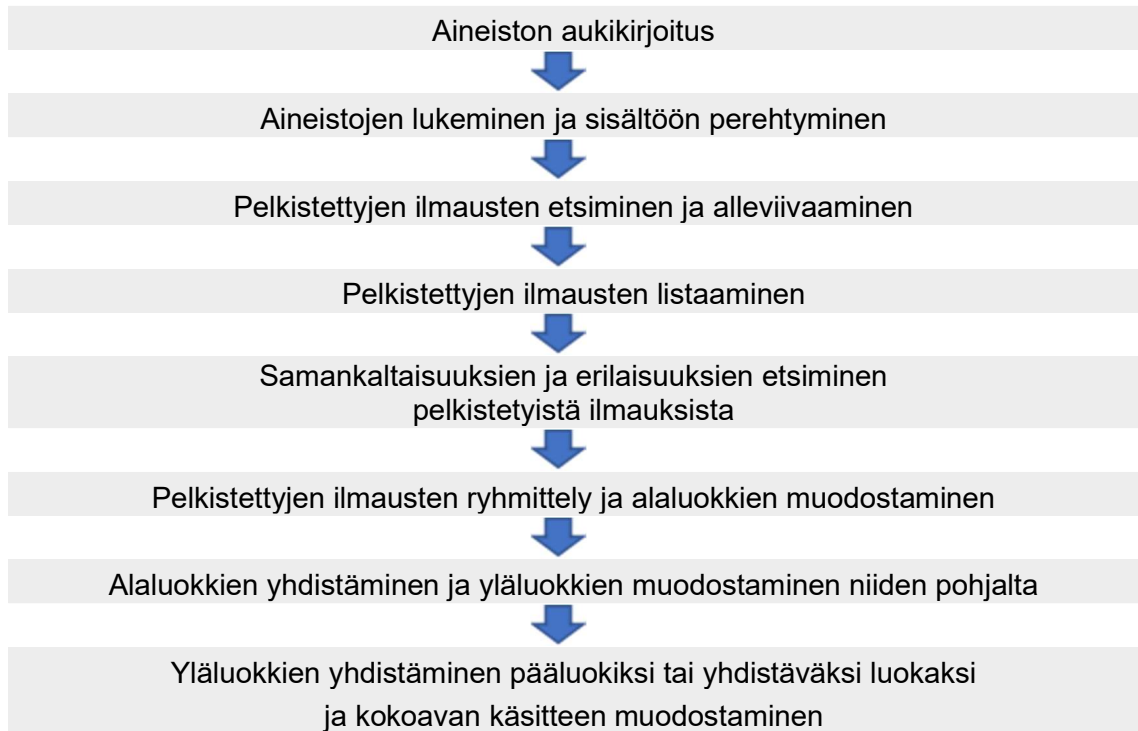 Aineiston aukikirjoitus
Aineistojen lukeminen ja sisältöön perehtyminen
Pelkistettyjen ilmausten etsiminen ja alleviivaaminen
Pelkistettyjen ilmausten listaaminen
Samankaltaisuuksien ja erilaisuuksien etsiminen
pelkistetyistä ilmauksista
Pelkistettyjen ilmausten ryhmittely ja alaluokkien muodostaminen
Alaluokkien yhdistäminen ja yläluokkien muodostaminen niiden pohjalta
Yläluokkien yhdistäminen pääluokiksi tai yhdistäväksi luokaksi
ja kokoavan käsitteen muodostaminen